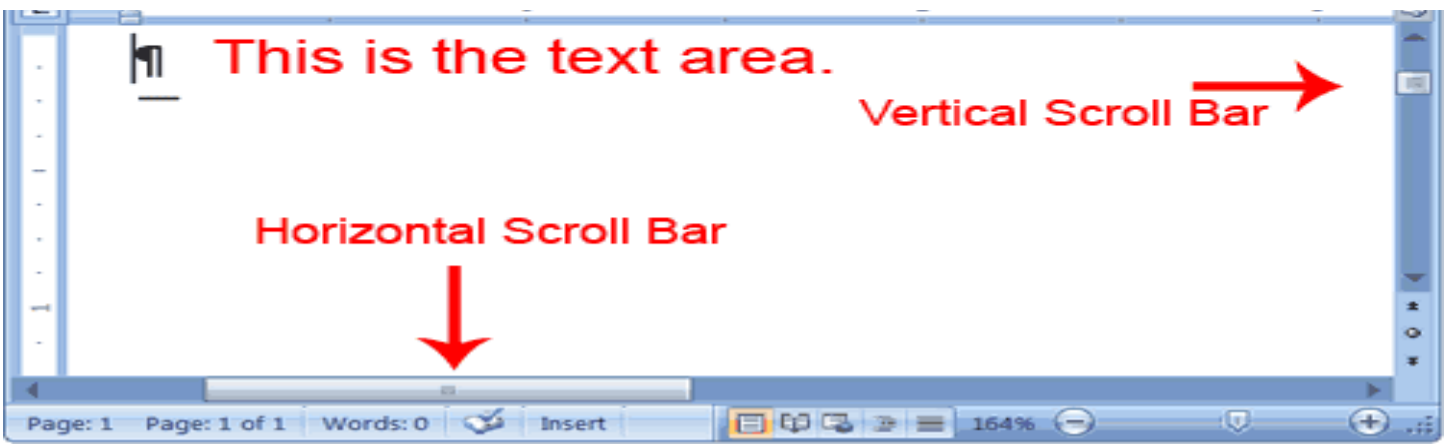 ¶ This is the text area.
Vertical Scroll Bar
Horizontal Scroll Bar
Page: 1 Page: 1 of 1 Words: 0 Insert 164%